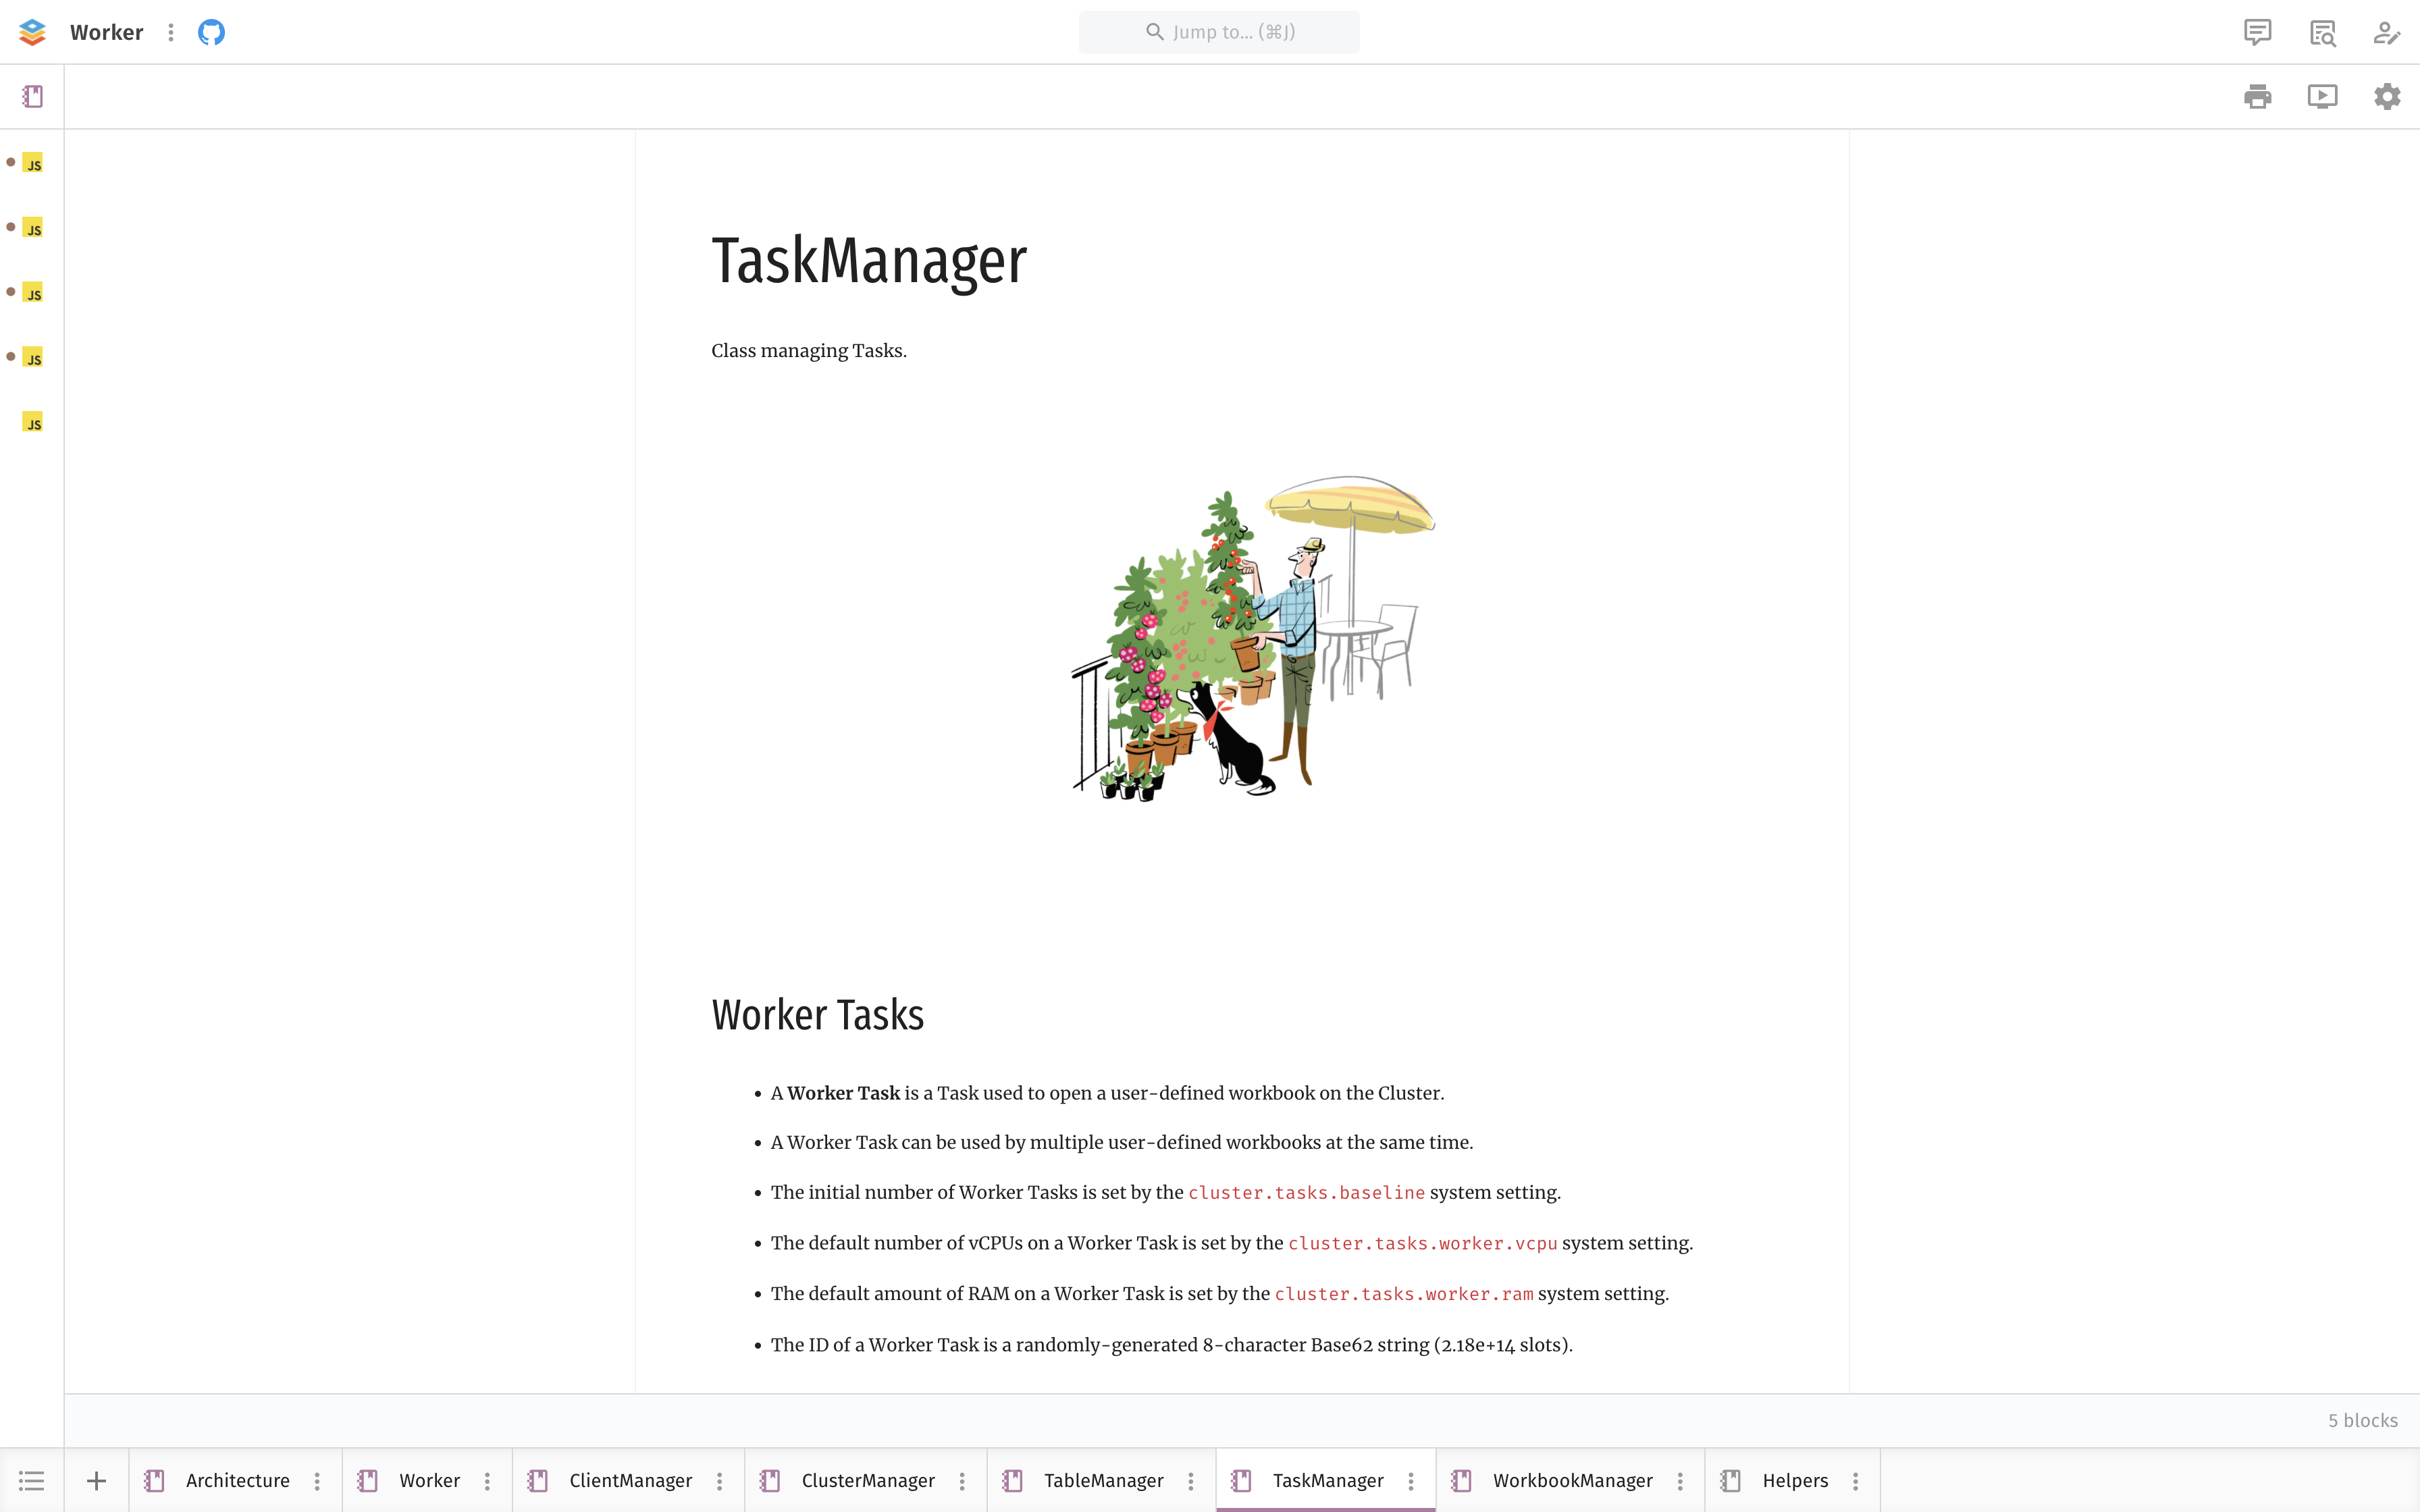 Worker
Jump to... (⌘J)
JS
JS
JS
JS
JS
TaskManager
Class managing Tasks.
Worker Tasks
• A Worker Task is a Task used to open a user-defined workbook on the Cluster.
• A Worker Task can be used by multiple user-defined workbooks at the same time.
• The initial number of Worker Tasks is set by the cluster.tasks.baseline system setting.
• The default number of vCPUs on a Worker Task is set by the cluster.tasks.worker.vcpu system setting.
• The default amount of RAM on a Worker Task is set by the cluster.tasks.worker.ram system setting.
• The ID of a Worker Task is a randomly-generated 8-character Base62 string (2.18e+14 slots).
5 blocks
Architecture Worker ClientManager ClusterManager TableManager TaskManager WorkbookManager Helpers